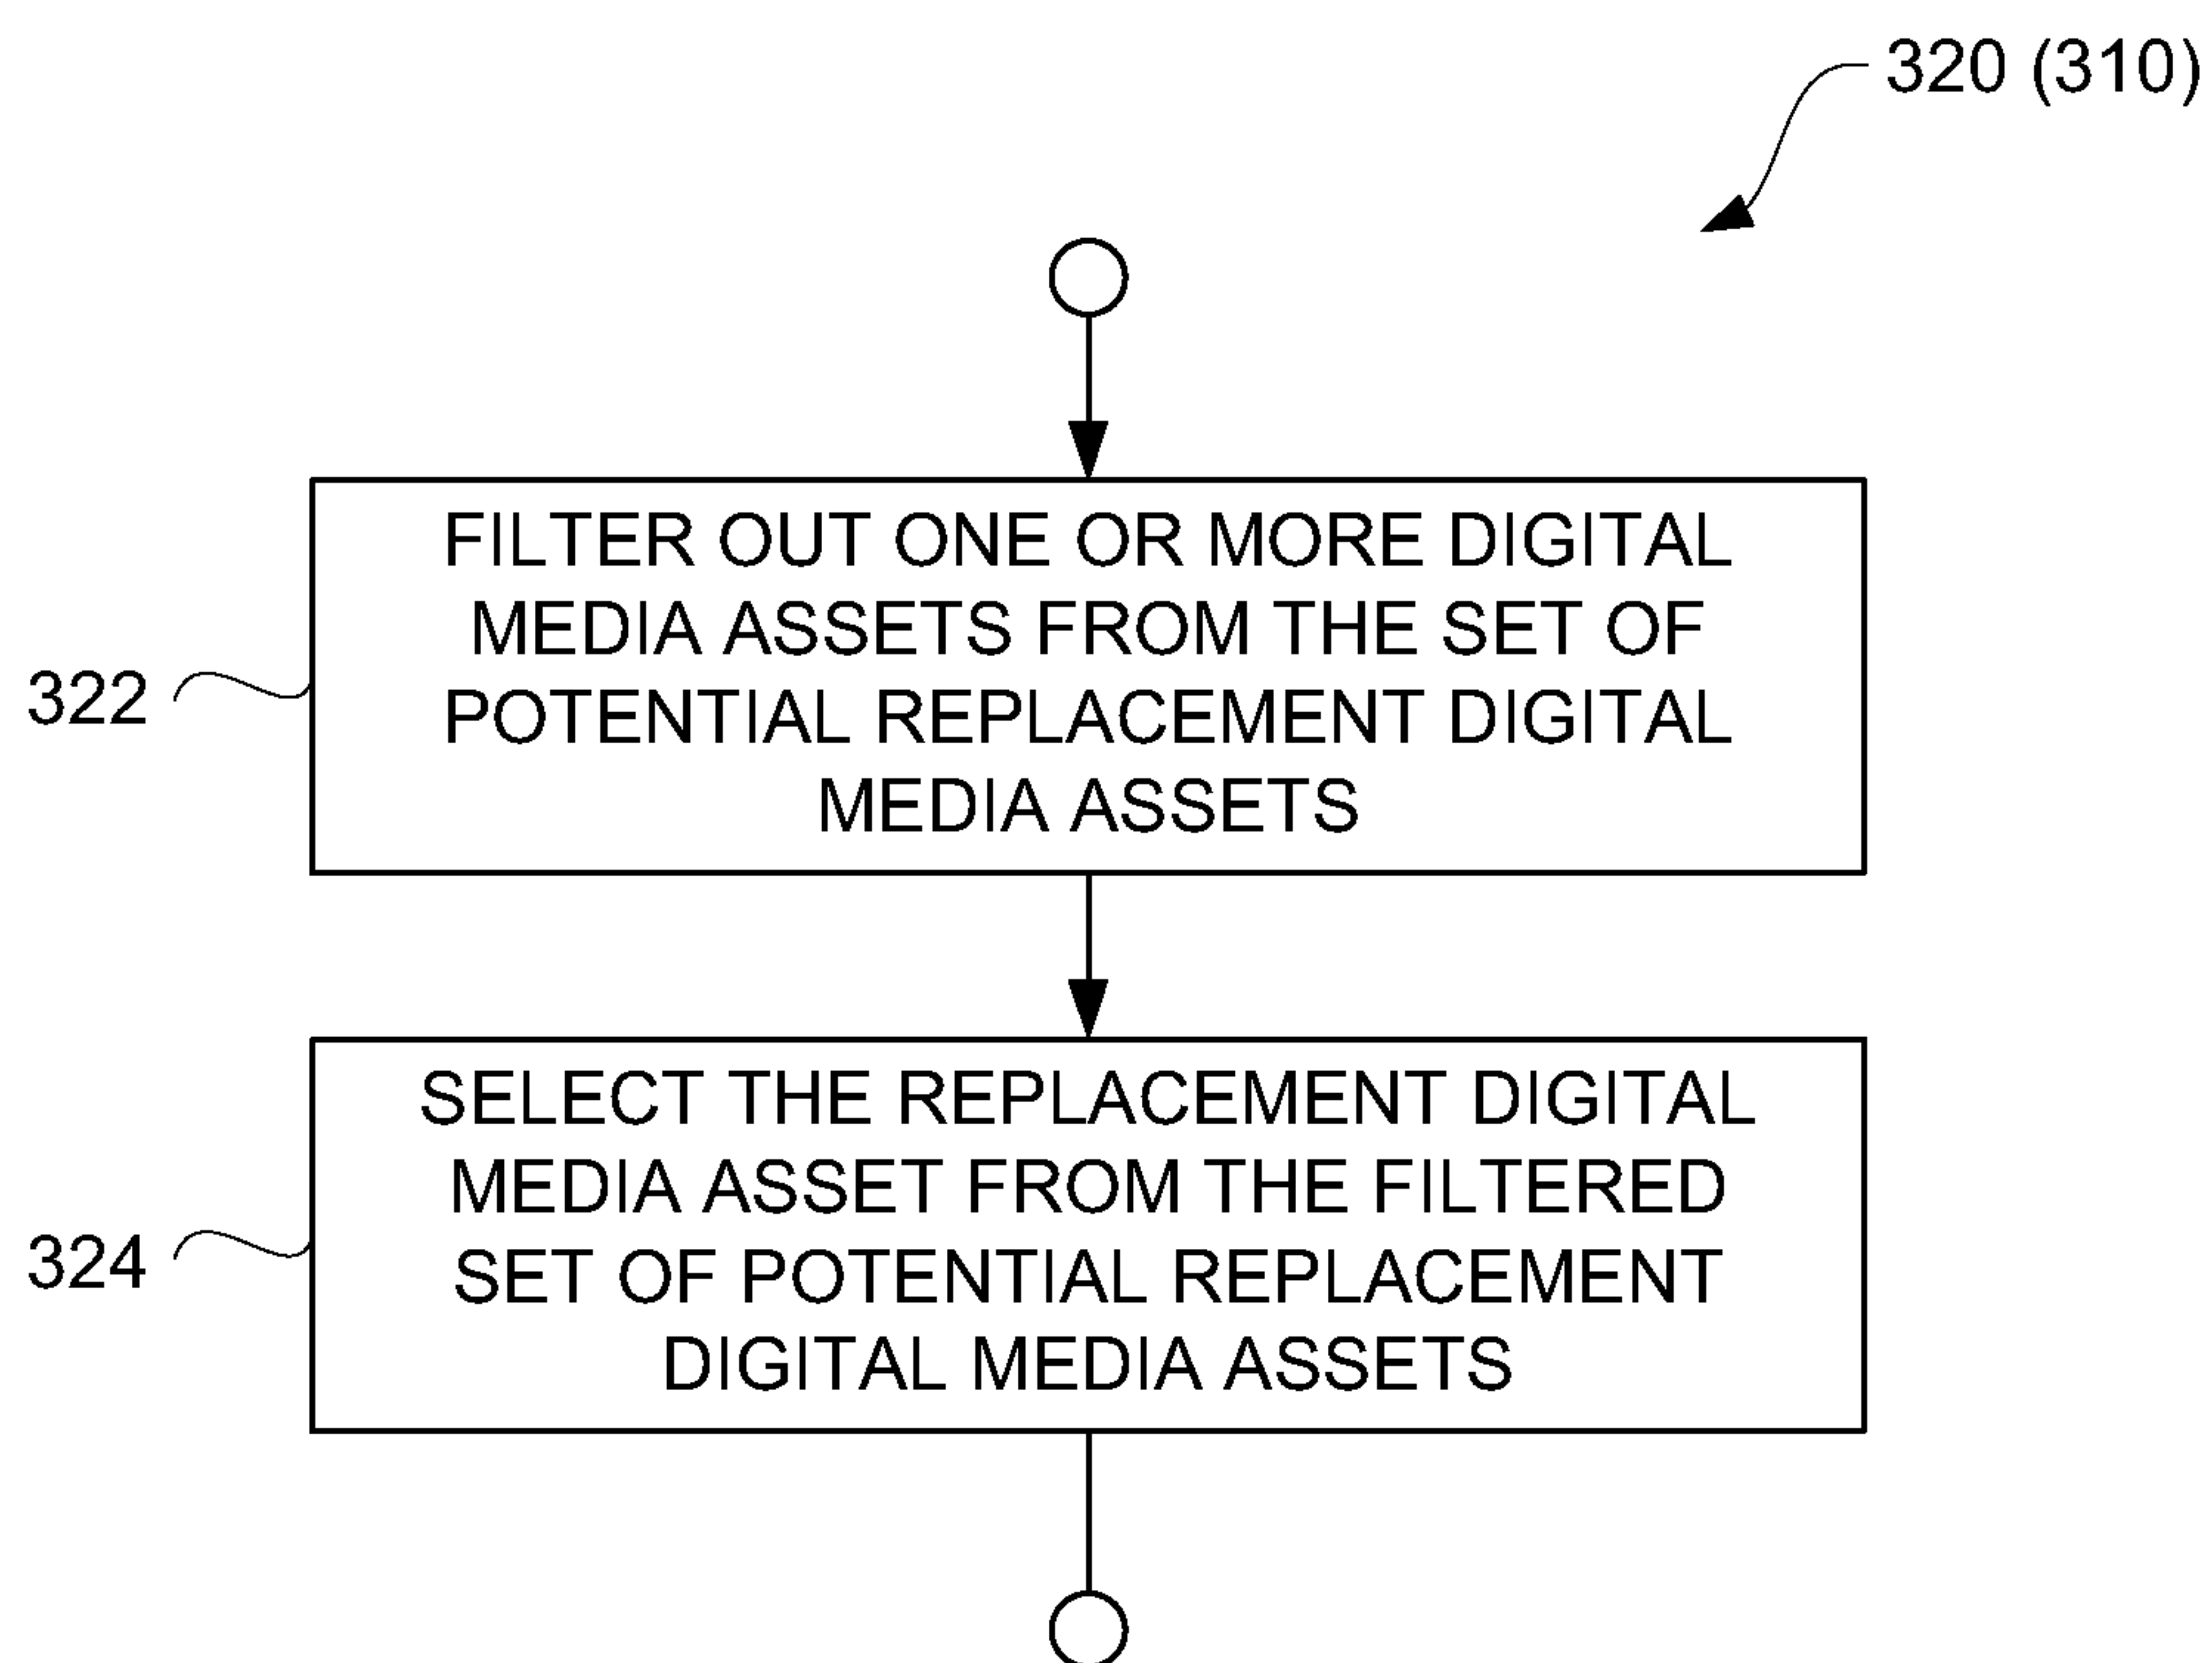 320 (310)
FILTER OUT ONE OR MORE DIGITAL
MEDIA ASSETS FROM THE SET OF
POTENTIAL REPLACEMENT DIGITAL
MEDIA ASSETS
322
SELECT THE REPLACEMENT DIGITAL
MEDIA ASSET FROM THE FILTERED
SET OF POTENTIAL REPLACEMENT
DIGITAL MEDIA ASSETS
324